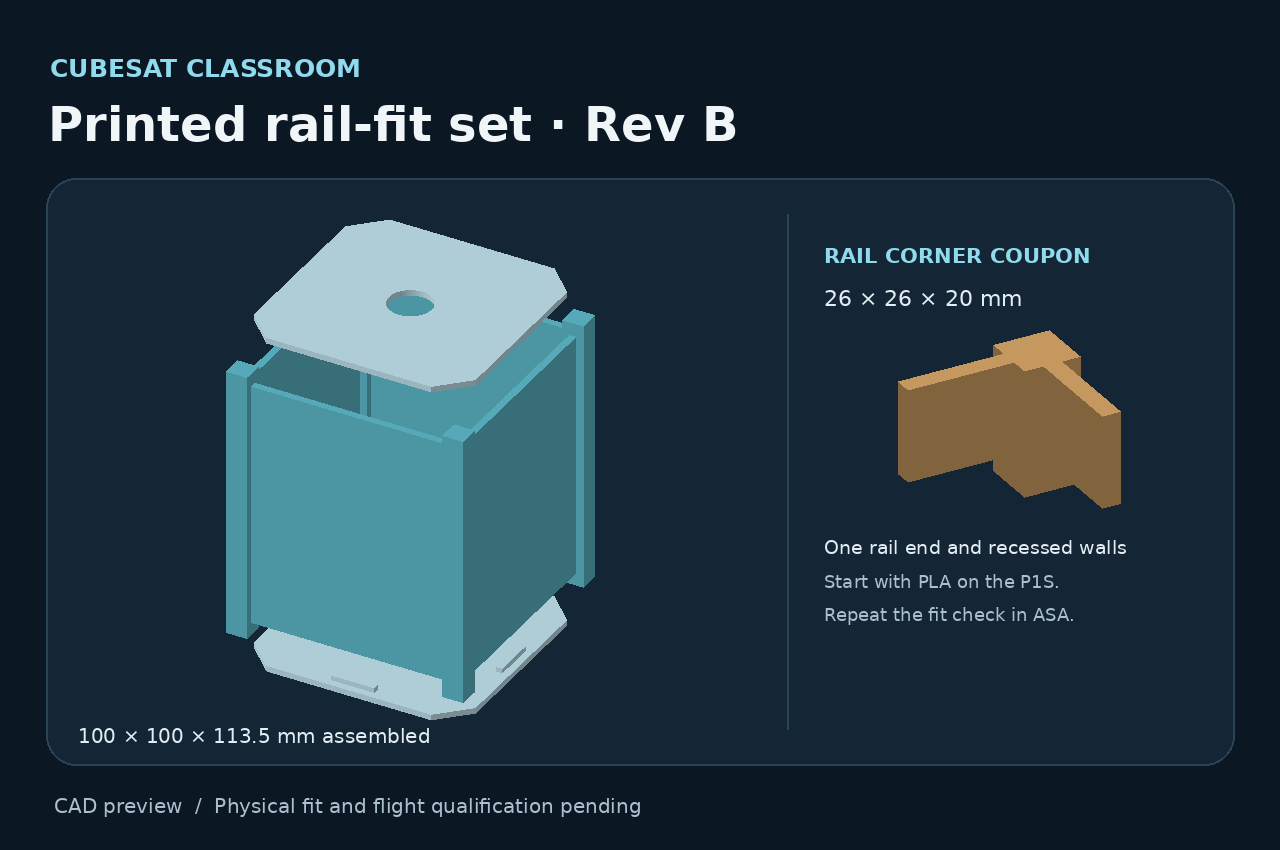 CUBESAT CLASSROOM
Printed rail-fit set · Rev B
RAIL CORNER COUPON
26 × 26 × 20 mm
One rail end and recessed walls
Start with PLA on the P1S.
Repeat the fit check in ASA.
100 × 100 × 113.5 mm assembled
CAD preview / Physical fit and flight qualification pending